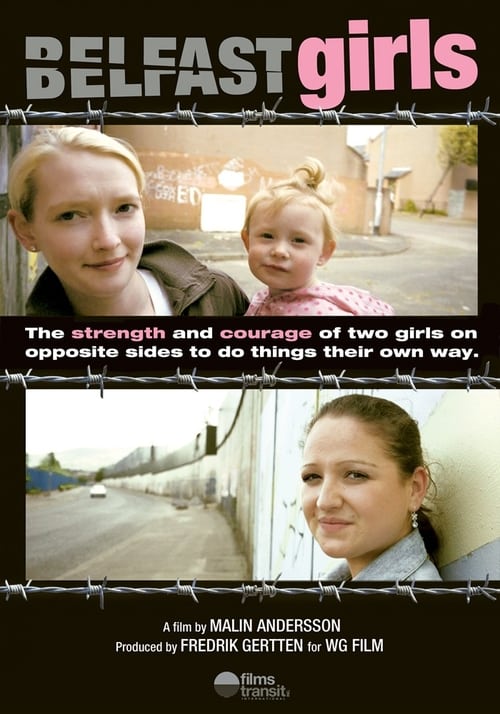 BELFAST girls
The strength and courage of two girls on
opposite sides to do things their own way.
A film by MALIN ANDERSSON
Produced by FREDRIK GERTTEN for WG FILM
films
transit
INTERNATIONAL